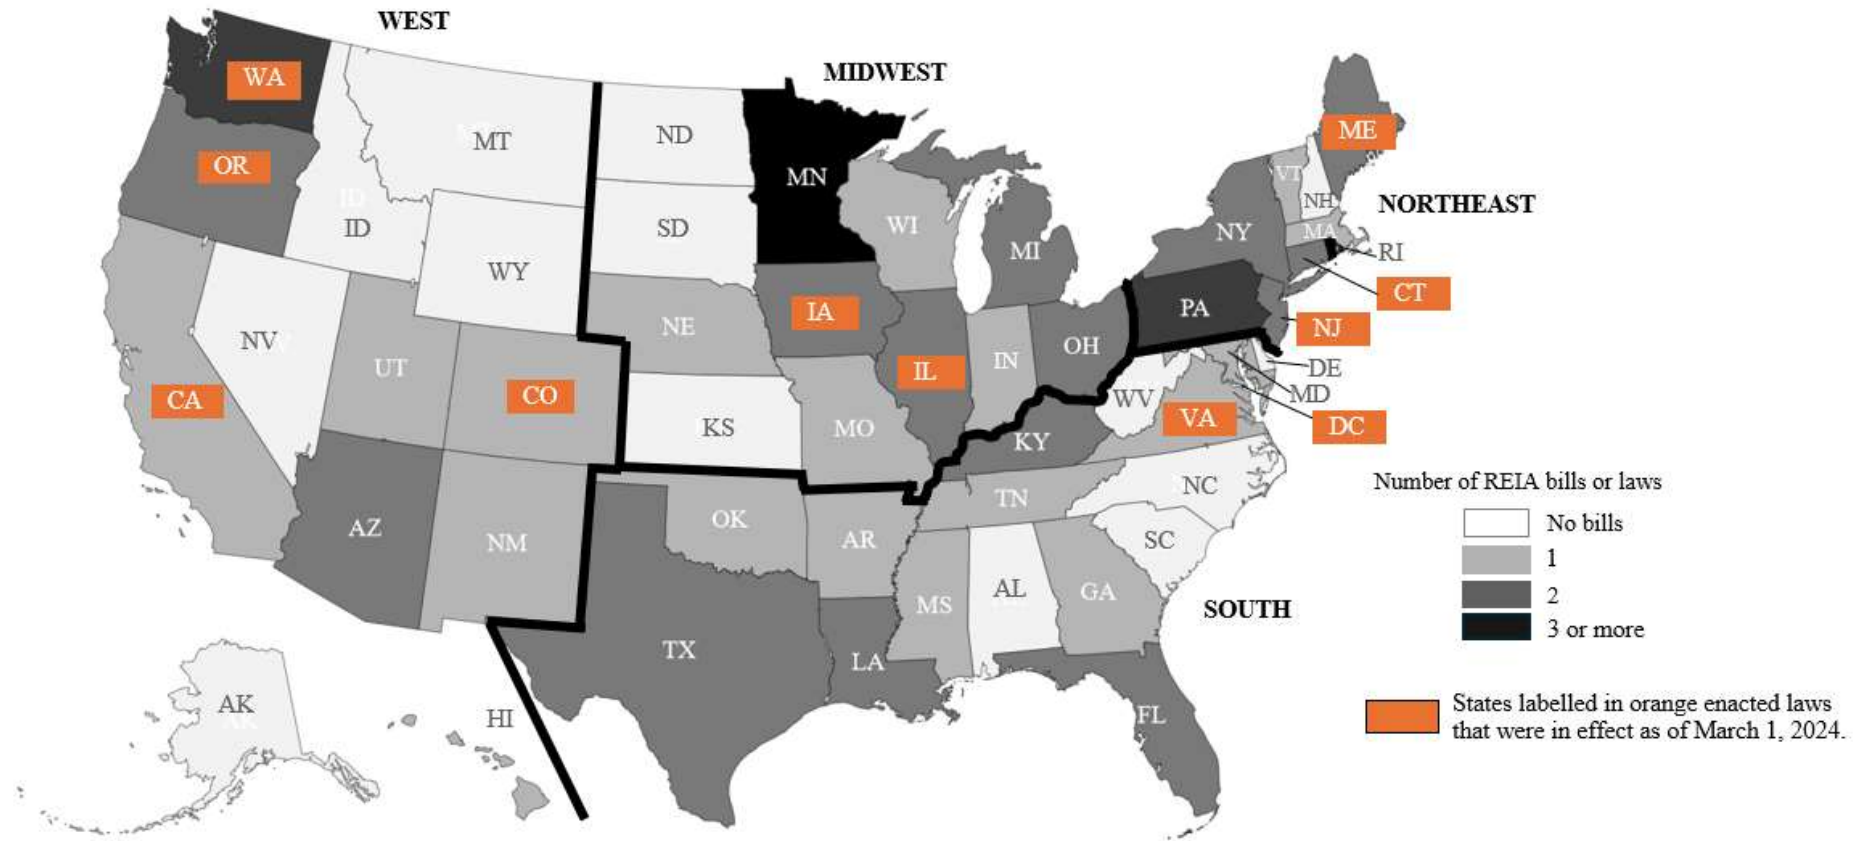 WEST
MIDWEST
WA
ME
MT
ND
OR
MN
VT
NH
NORTHEAST
ID
ID
SD
WI
NY
MA
MI
RI
WY
CT
PA
IA
NE
NJ
NV
OH
UT
IN
DE
IL
CO
MD
CA
WV
VA
DC
KS
MO
KY
NC
Number of REIA bills or laws
TN
No bills
OK
AZ
AR
SC
NM
1
AL
GA
2
MS
SOUTH
3 or more
TX
LA
AK
HI
FL
States labelled in orange enacted laws
that were in effect as of March 1, 2024.